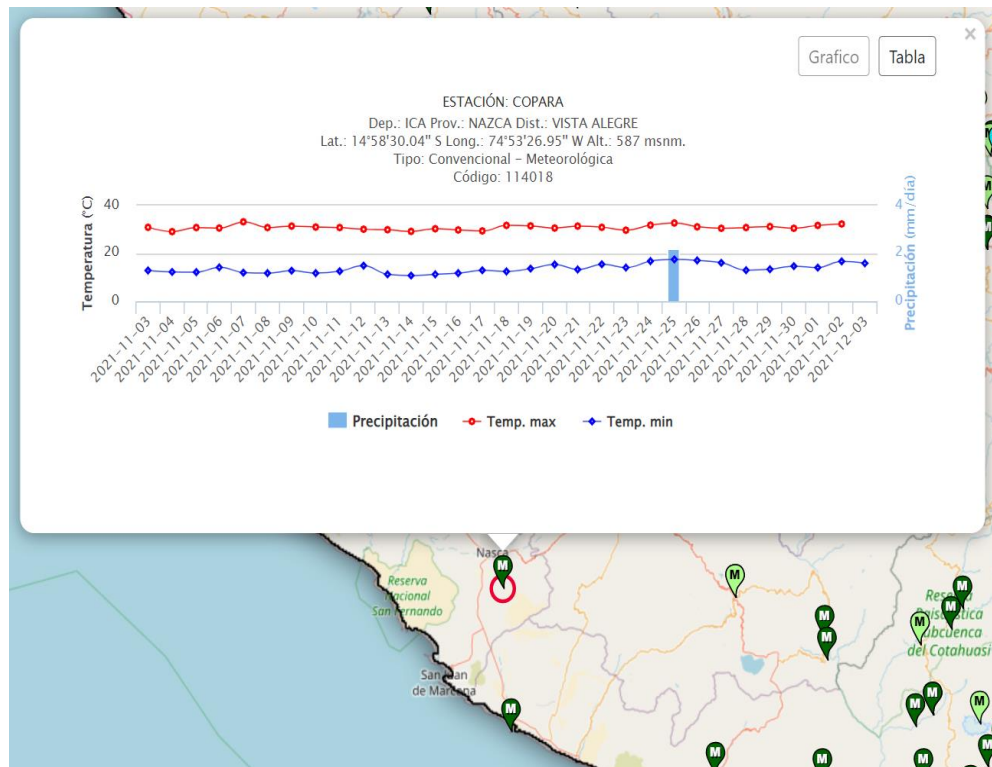 ×
Grafico
Tabla
ESTACIÓN: COPARA
Dep.: ICA Prov.: NAZCA Dist.: VISTA ALEGRE
Lat.: 14°58'30.04" S Long.: 74°53'26.95" W Alt.: 587 msnm.
Tipo: Convencional - Meteorológica
Código: 114018
Temperatura (°C)
40
20
0
Precipitación (mm/día)
4
2
0
2021-11-03
2021-11-04
2021-11-05
2021-11-06
2021-11-07
2021-11-08
2021-11-09
2021-11-10
2021-11-11
2021-11-12
2021-11-13
2021-11-14
2021-11-15
2021-11-16
2021-11-17
2021-11-18
2021-11-19
2021-11-20
2021-11-21
2021-11-22
2021-11-23
2021-11-24
2021-11-25
2021-11-26
2021-11-27
2021-11-28
2021-11-29
2021-11-30
2021-12-01
2021-12-02
2021-12-03
Precipitación
Temp. max
Temp. min
Nasca
M
M
Reserva
Nacional
San Fernando
M
M
M
M
M
M
Reserva
Paisajística
Subcuenca
del Cotahuasi
San Juan
de Marcona
M
M
M
M
M
M
M
M